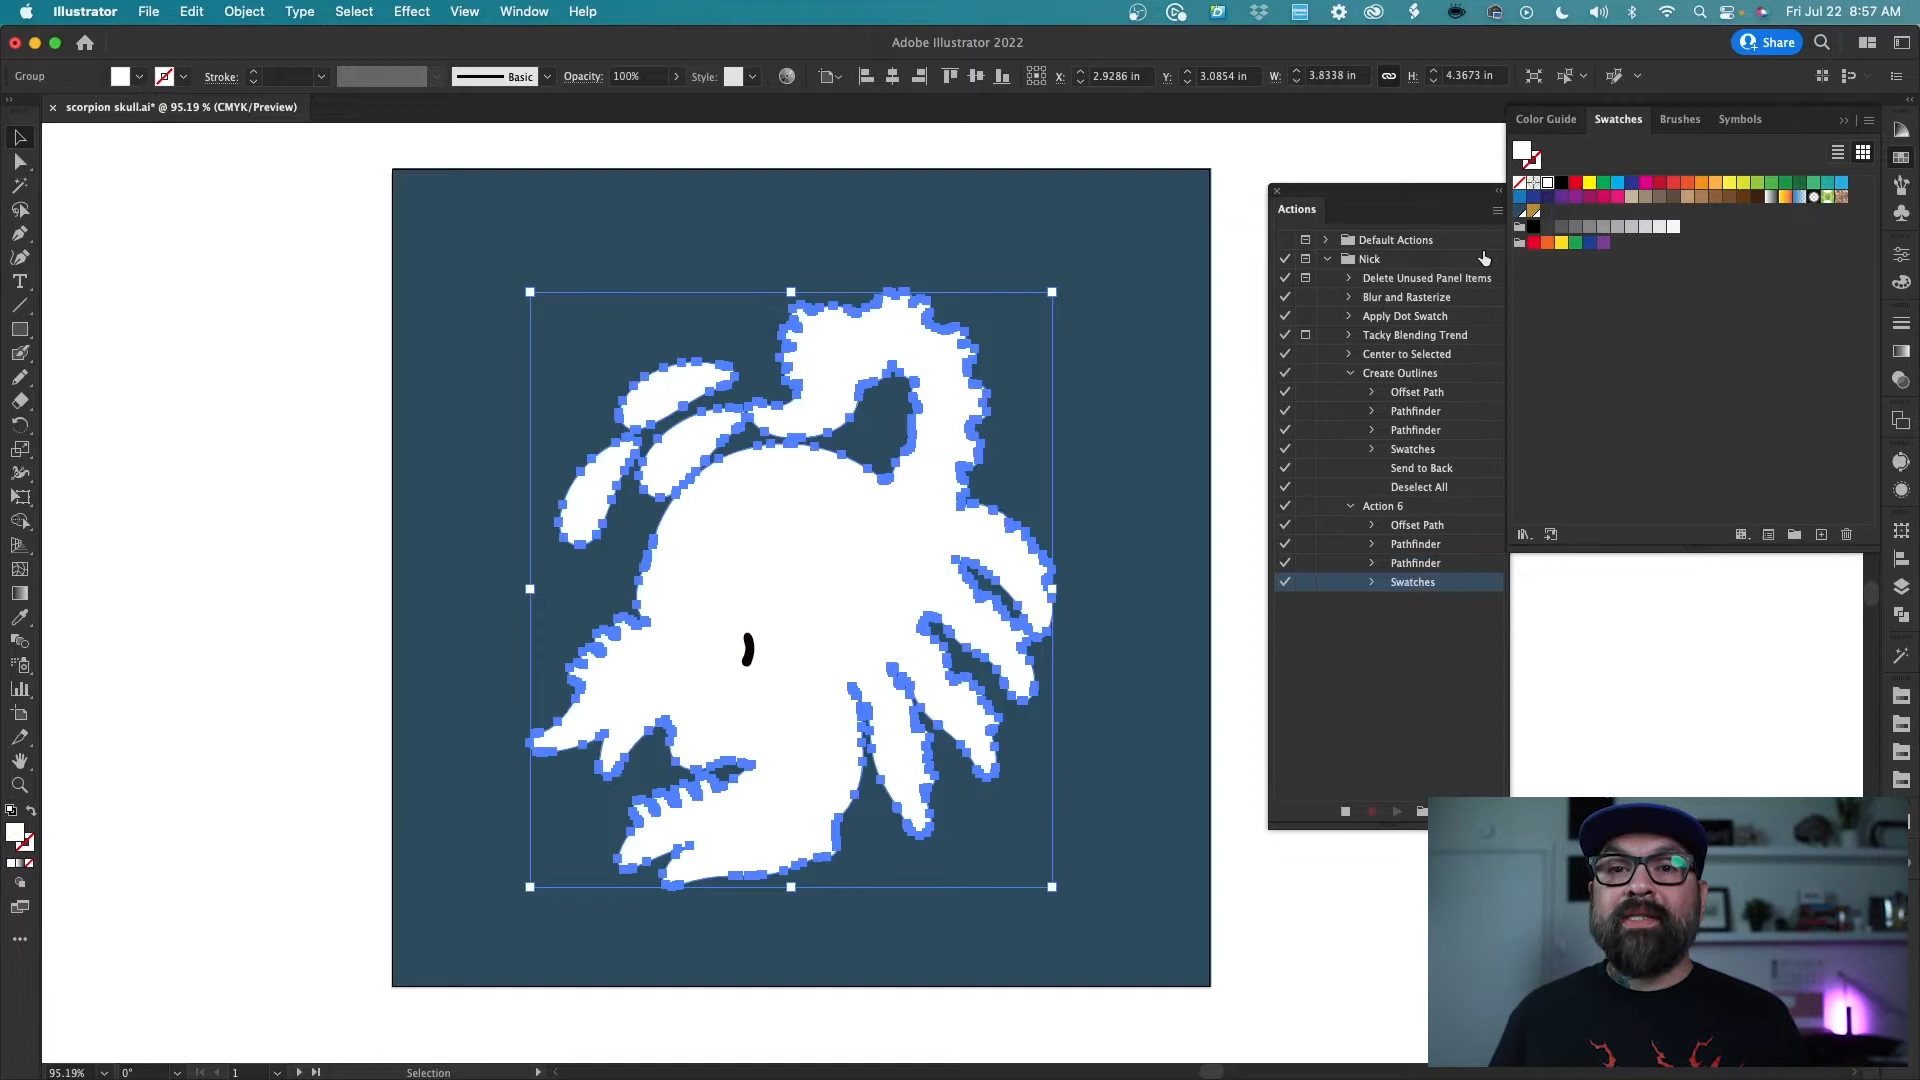 Illustrator File Edit Object Type Select Effect View Window Help
Fri Jul 22 8:57 AM
Adobe Illustrator 2022
Share
Group
Stroke:
Basic
Opacity: 100%
Style:
X: 2.9286 in
Y: 3.0854 in
W: 3.8338 in
H: 4.3673 in
scorpion skull.ai* @ 95.19 % (CMYK/Preview)
Color Guide Swatches Brushes Symbols
Actions
Default Actions
Nick
Delete Unused Panel Items
Blur and Rasterize
Apply Dot Swatch
Tacky Blending Trend
Center to Selected
Create Outlines
Offset Path
Pathfinder
Pathfinder
Swatches
Send to Back
Deselect All
Action 6
Offset Path
Pathfinder
Pathfinder
Swatches
95.19% 0° 1 Selection